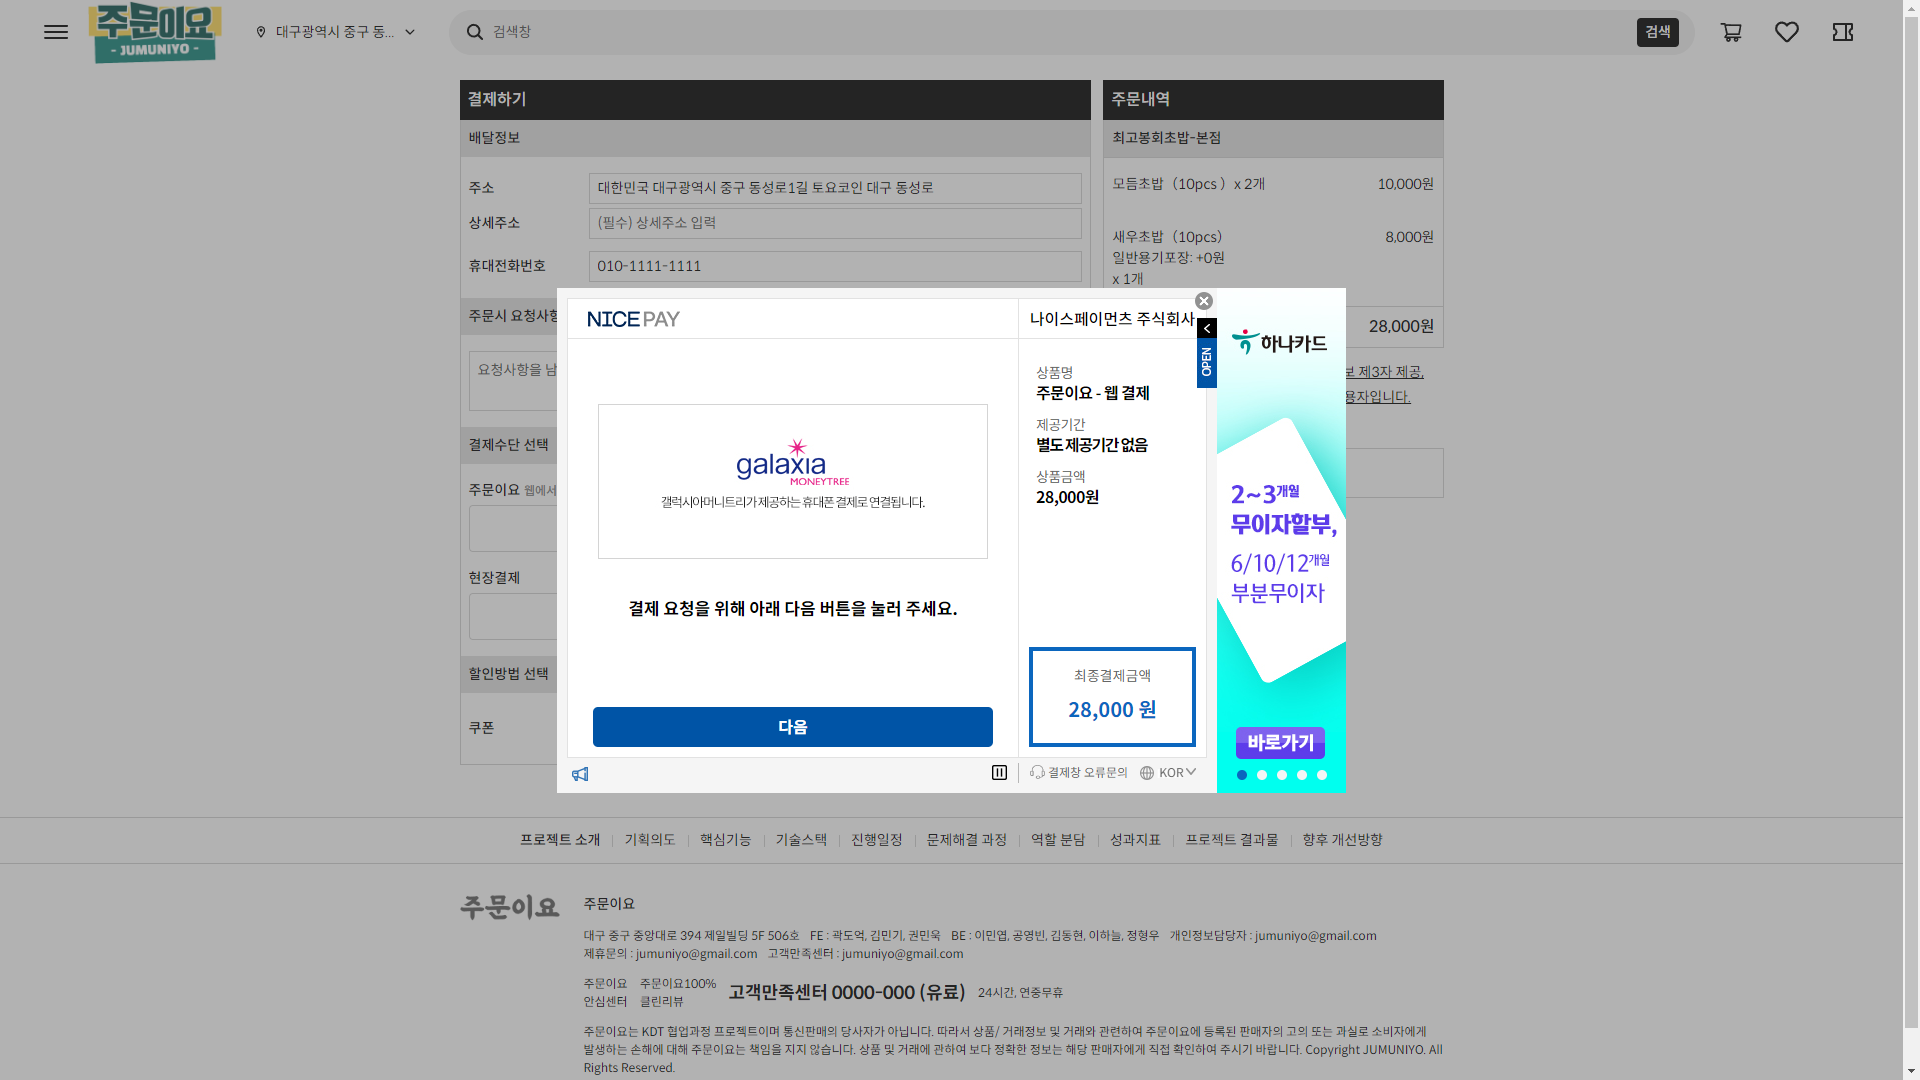 주문이요
- JUMUNIYO -
대구광역시 중구 동...
검색창
검색
결제하기
배달정보
주소
대한민국 대구광역시 중구 동성로1길 토요코인 대구 동성로
상세주소
(필수) 상세주소 입력
휴대전화번호
010-1111-1111
주문시 요청사항
요청사항을 남
결제수단 선택
주문이요 웹에서
현장결제
할인방법 선택
쿠폰
주문내역
최고봉회초밥-본점
모듬초밥（10pcs ）x 2개
10,000원
새우초밥（10pcs）
8,000원
일반용기포장: +0원
x 1개
28,000원
보 제3자 제공,
용자입니다.
NICEPAY
나이스페이먼츠 주식회사
OPEN
galaxia
MONEYTREE
갤럭시아머니트리가 제공하는 휴대폰 결제로 연결됩니다.
결제 요청을 위해 아래 다음 버튼을 눌러 주세요.
다음
상품명
주문이요 - 웹 결제
제공기간
별도 제공기간 없음
상품금액
28,000원
최종결제금액
28,000 원
결제창 오류문의
KOR
하나카드
2~3개월
무이자할부,
6/10/12개월
부분무이자
바로가기
프로젝트 소개 기획의도 핵심기능 기술스택 진행일정 문제해결 과정 역할 분담 성과지표 프로젝트 결과물 향후 개선방향
주문이요
주문이요
대구 중구 중앙대로 394 제일빌딩 5F 506호 FE : 곽도억, 김민기, 권민욱 BE : 이민엽, 공영빈, 김동현, 이하늘, 정형우 개인정보담당자 : jumuniyo@gmail.com
제휴문의 : jumuniyo@gmail.com 고객만족센터 : jumuniyo@gmail.com
주문이요 주문이요100%
안심센터 클린리뷰
고객만족센터 0000-000 (유료)
24시간, 연중무휴
주문이요는 KDT 협업과정 프로젝트이며 통신판매의 당사자가 아닙니다. 따라서 상품/ 거래정보 및 거래와 관련하여 주문이요에 등록된 판매자의 고의 또는 과실로 소비자에게
발생하는 손해에 대해 주문이요는 책임을 지지 않습니다. 상품 및 거래에 관하여 보다 정확한 정보는 해당 판매자에게 직접 확인하여 주시기 바랍니다. Copyright JUMUNIYO. All
Rights Reserved.